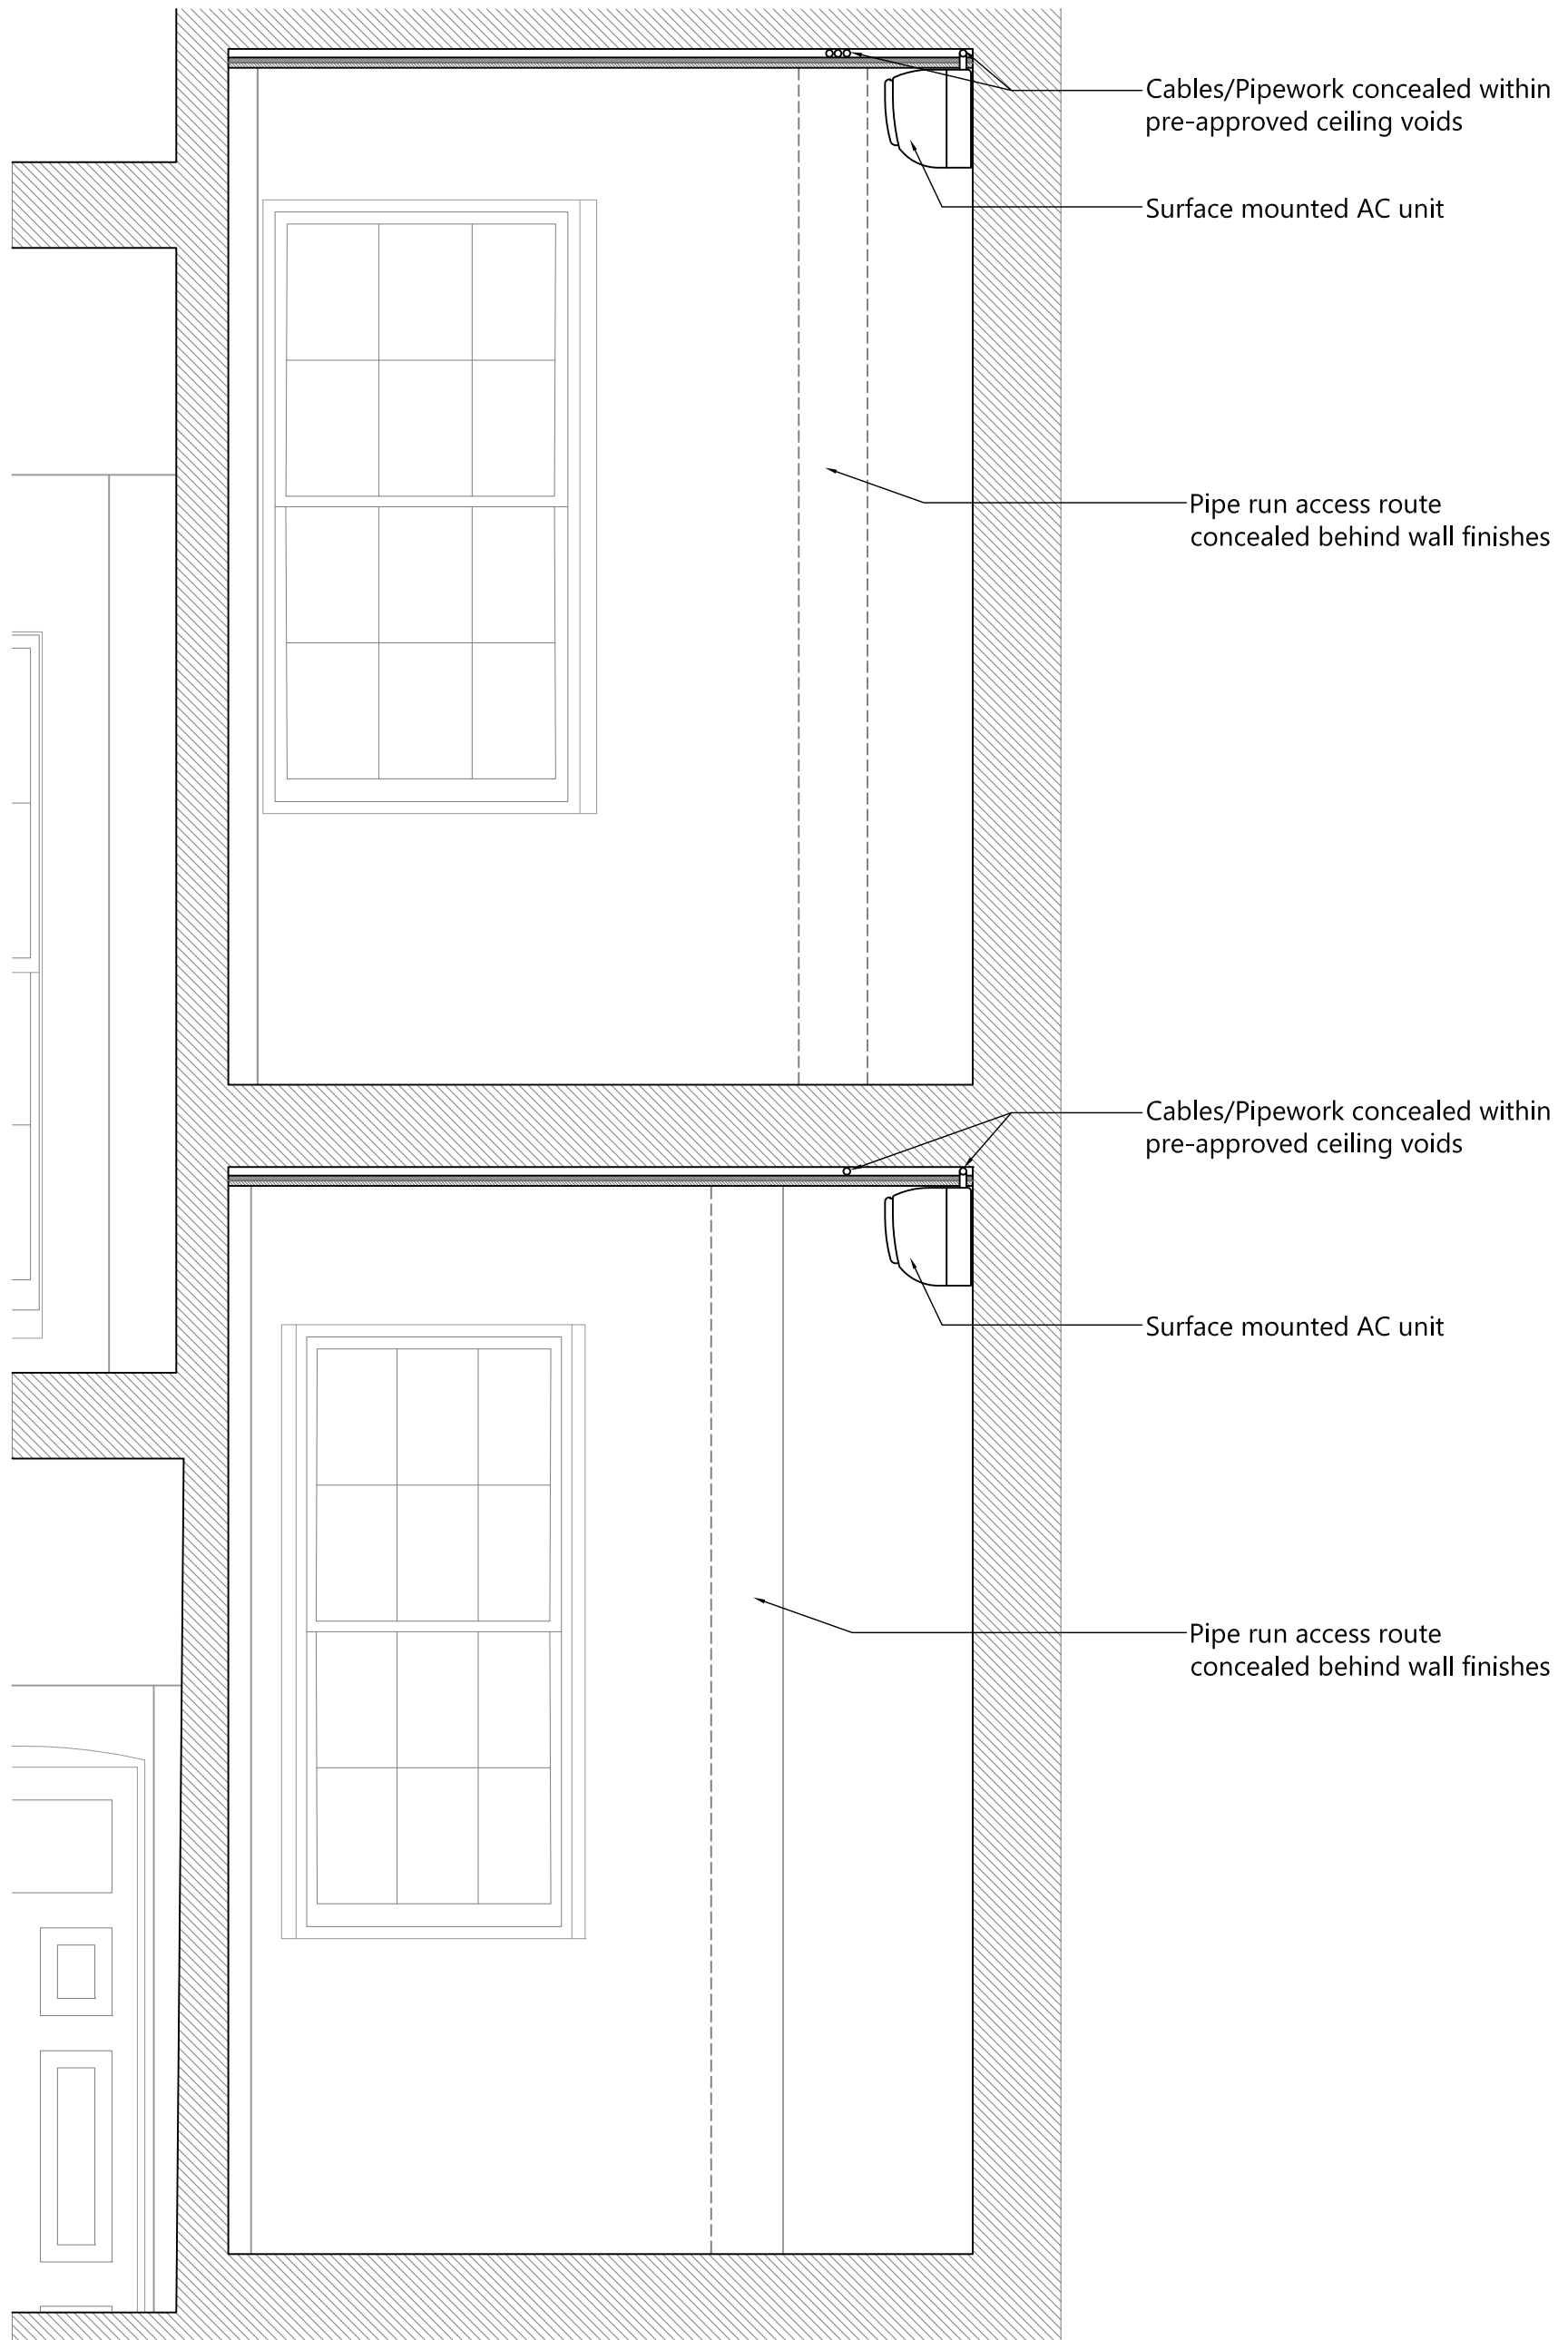 Cables/Pipework concealed within
pre-approved ceiling voids
Surface mounted AC unit
Pipe run access route
concealed behind wall finishes
Cables/Pipework concealed within
pre-approved ceiling voids
Surface mounted AC unit
Pipe run access route
concealed behind wall finishes